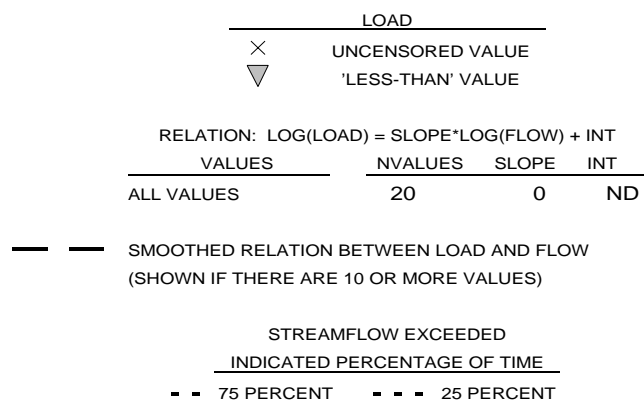 LOAD
UNCENSORED VALUE
'LESS-THAN' VALUE
RELATION: LOG(LOAD) = SLOPE*LOG(FLOW) + INT
VALUES NVALUES SLOPE INT
ALL VALUES 20 0 ND
SMOOTHED RELATION BETWEEN LOAD AND FLOW
(SHOWN IF THERE ARE 10 OR MORE VALUES)
STREAMFLOW EXCEEDED
INDICATED PERCENTAGE OF TIME
75 PERCENT 25 PERCENT